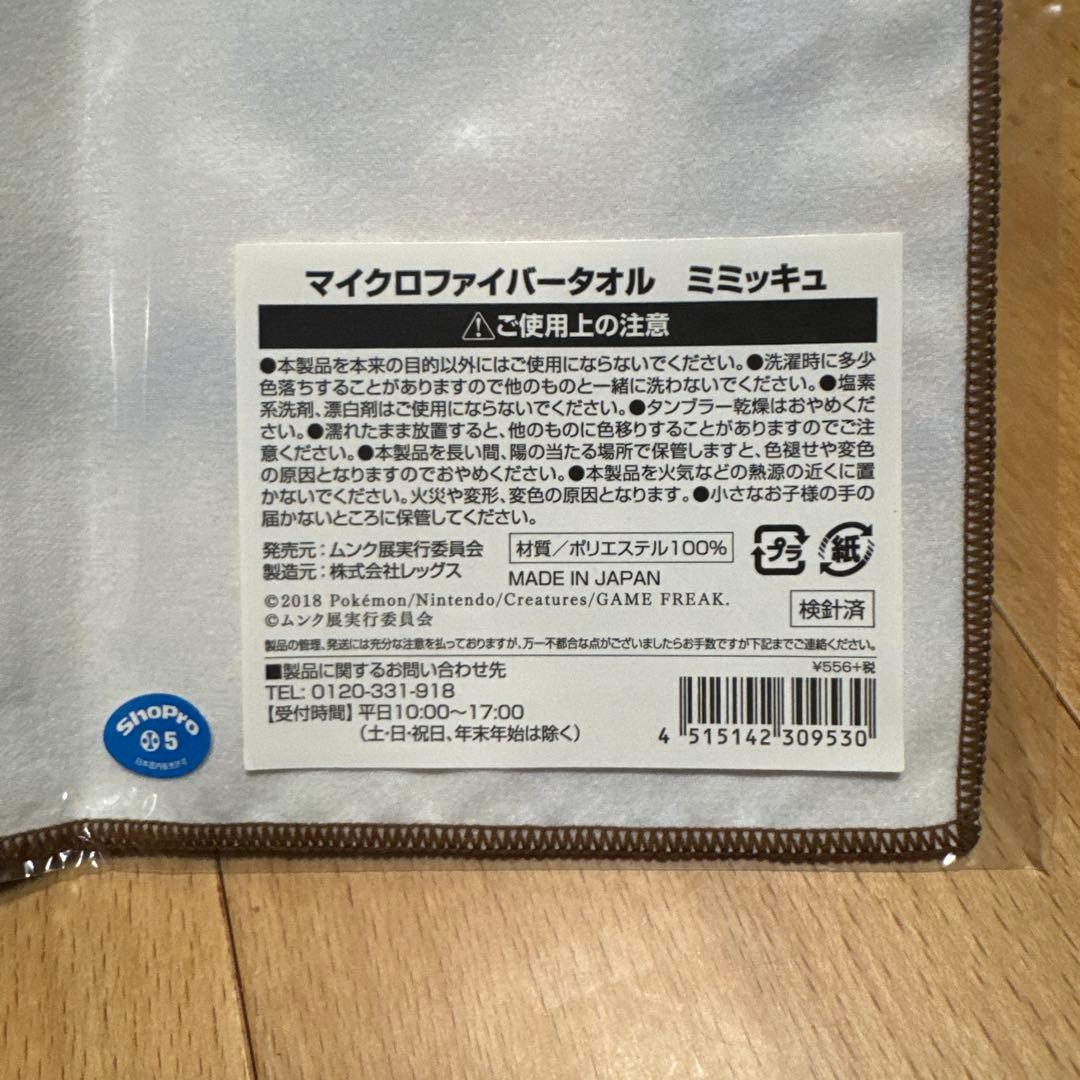 マイクロファイバータオル　ミミッキュ
ご使用上の注意
●本製品を本来の目的以外にはご使用にならないでください。●洗濯時に多少
色落ちすることがありますので他のものと一緒に洗わないでください。●塩素
系洗剤、漂白剤はご使用にならないでください。●タンブラー乾燥はおやめくだ
さい。●濡れたまま放置すると、他のものに色移りすることがありますのでご注
意ください。●本製品を長い間、陽の当たる場所で保管しますと、色褪せや変色
の原因となりますのでおやめください。●本製品を火気などの熱源の近くに置
かないでください。火災や変形、変色の原因となります。●小さなお子様の手の
届かないところに保管してください。
発売元：ムンク展実行委員会
製造元：株式会社レッグス
材質／ポリエステル100%
MADE IN JAPAN
プラ
紙
©2018 Pokémon/Nintendo/Creatures/GAME FREAK.
©ムンク展実行委員会
検針済
製品の管理、発送には充分な注意を払っておりますが、万一不都合な点がございましたらお手数ですが下記までご連絡ください。
■製品に関するお問い合わせ先
TEL: 0120-331-918
【受付時間】平日10:00〜17:00
（土・日・祝日、年末年始は除く）
¥556+税
4 515142 309530
ShoPro
小 5
日本国内販売許可